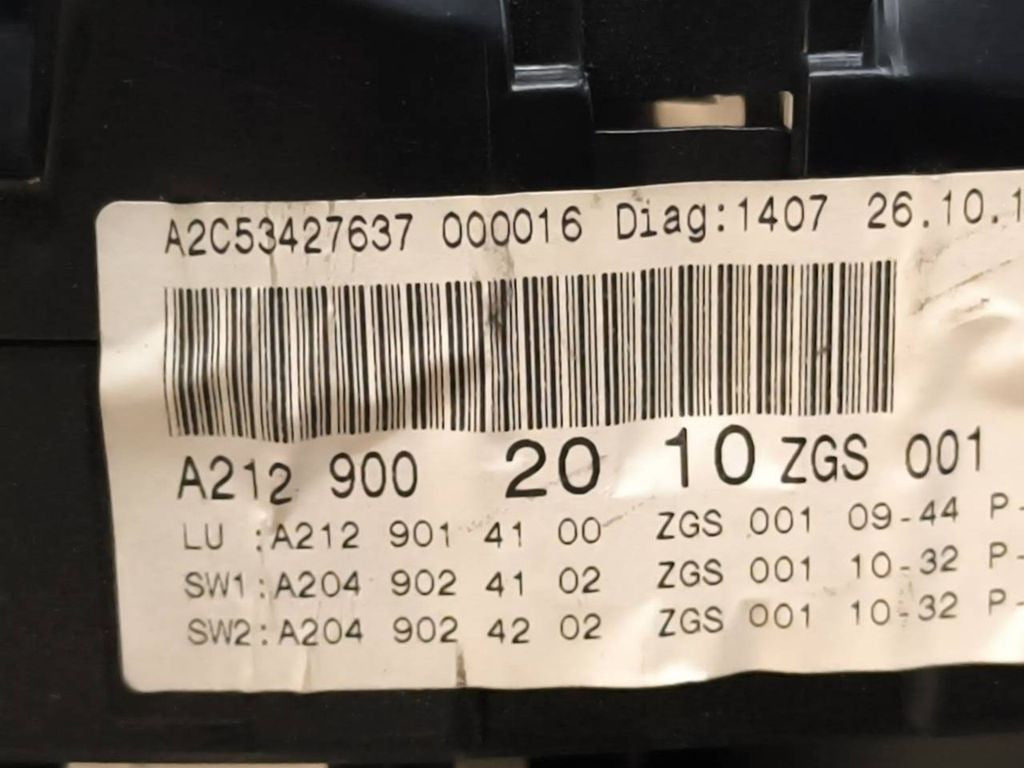 A2C53427637 000016 Diag:1407 26.10.1
A212 900 20 10 ZGS 001
LU :A212 901 41 00 ZGS 001 09-44 P-
SW1:A204 902 41 02 ZGS 001 10-32 P-
SW2:A204 902 42 02 ZGS 001 10-32 P-